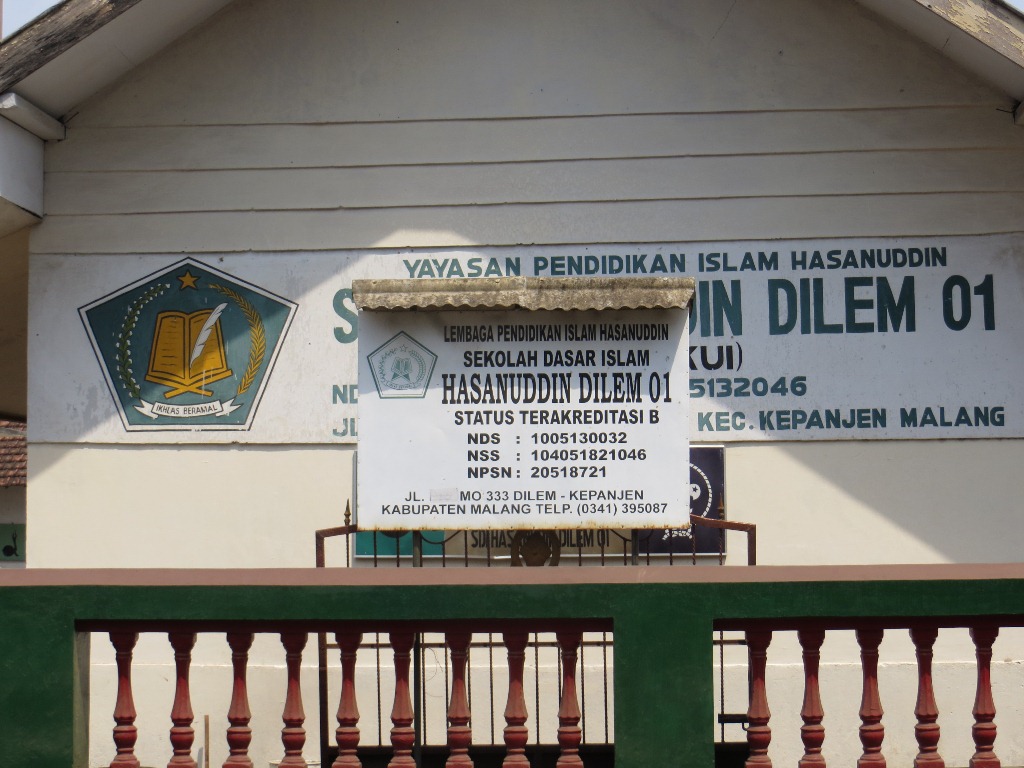 YAYASAN PENDIDIKAN ISLAM HASANUDDIN
DILEM 01
5132046
KEC. KEPANJEN MALANG
IKHLAS BERAMAL
LEMBAGA PENDIDIKAN ISLAM HASANUDDIN
SEKOLAH DASAR ISLAM
HASANUDDIN DILEM 01
STATUS TERAKREDITASI B
NDS : 1005130032
NSS : 104051821046
NPSN : 20518721
JL. MO 333 DILEM - KEPANJEN
KABUPATEN MALANG TELP. (0341) 395087
DILEM 01